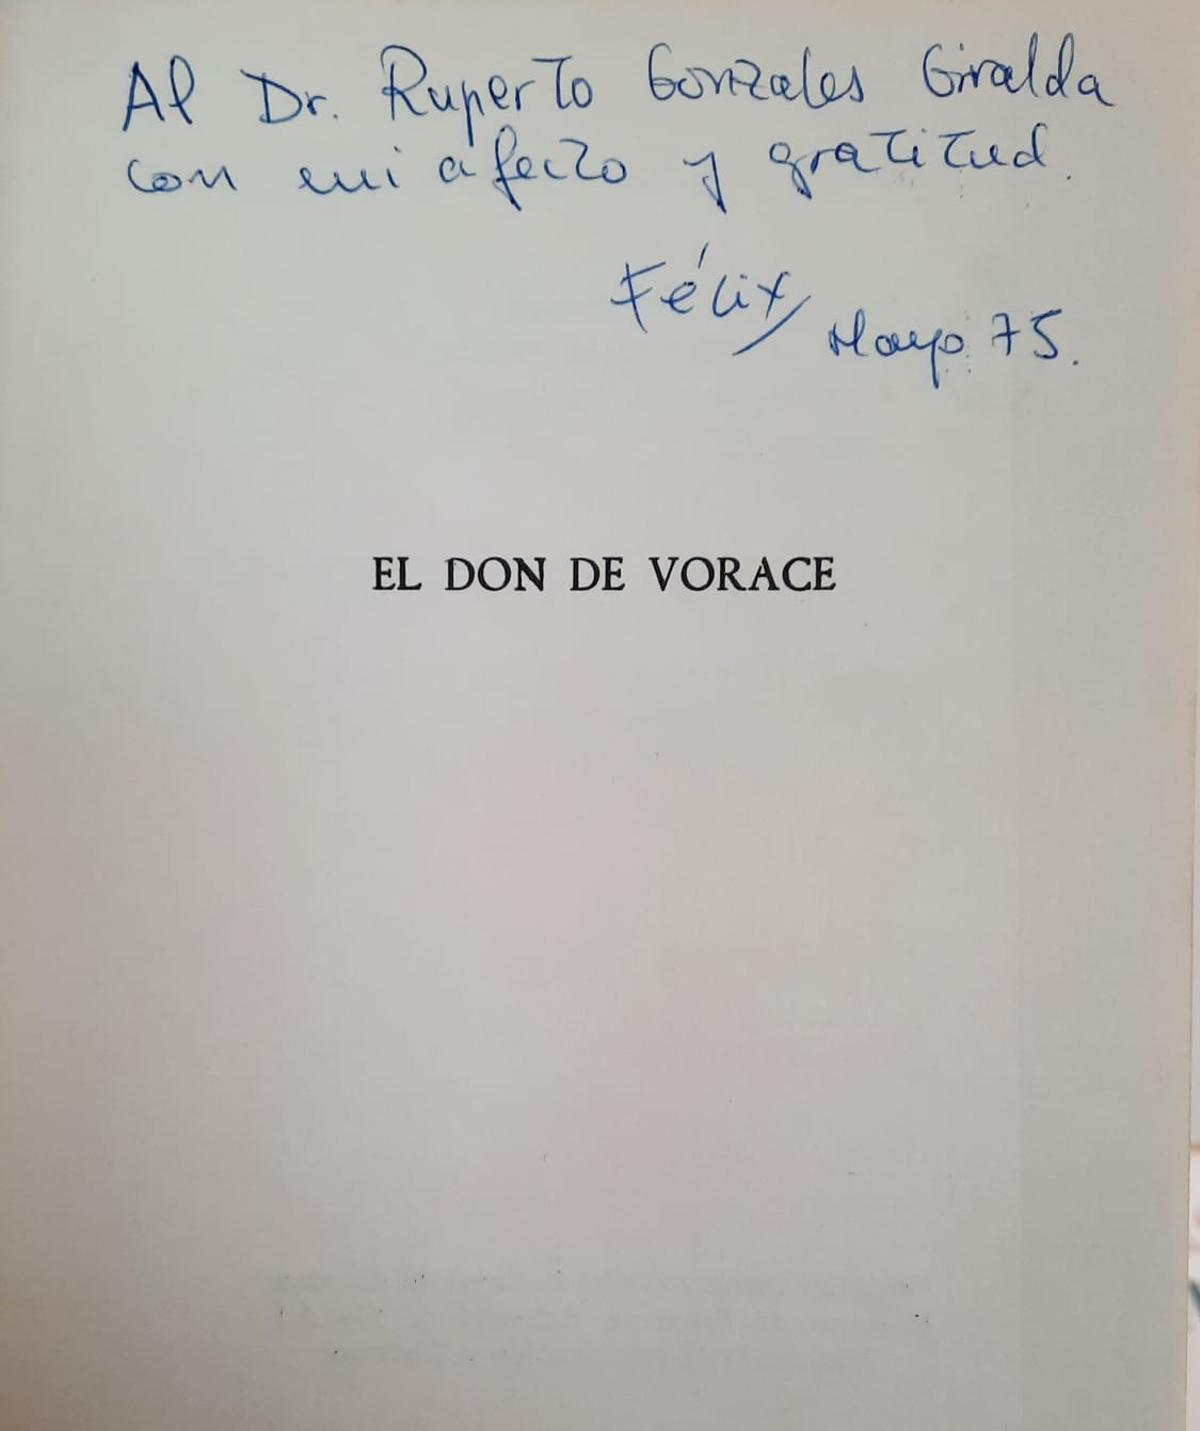 Al Dr. Ruperto Gonzales Giralda
con mi afecto y gratitud.
Félix
Mayo 75.
EL DON DE VORACE